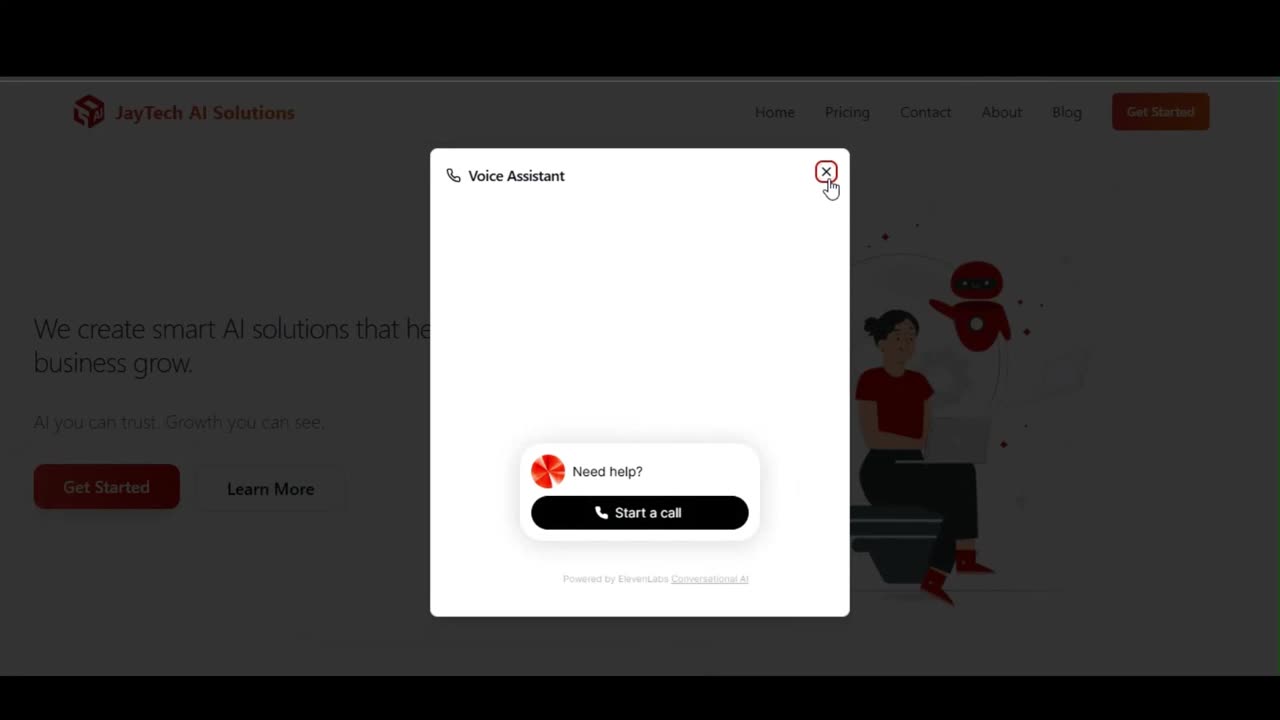 JayTech AI Solutions
Home Pricing Contact About Blog Get Started
Voice Assistant
We create smart AI solutions that he
business grow.
AI you can trust. Growth you can see.
Get Started Learn More
Need help?
Start a call
Powered by ElevenLabs Conversational AI